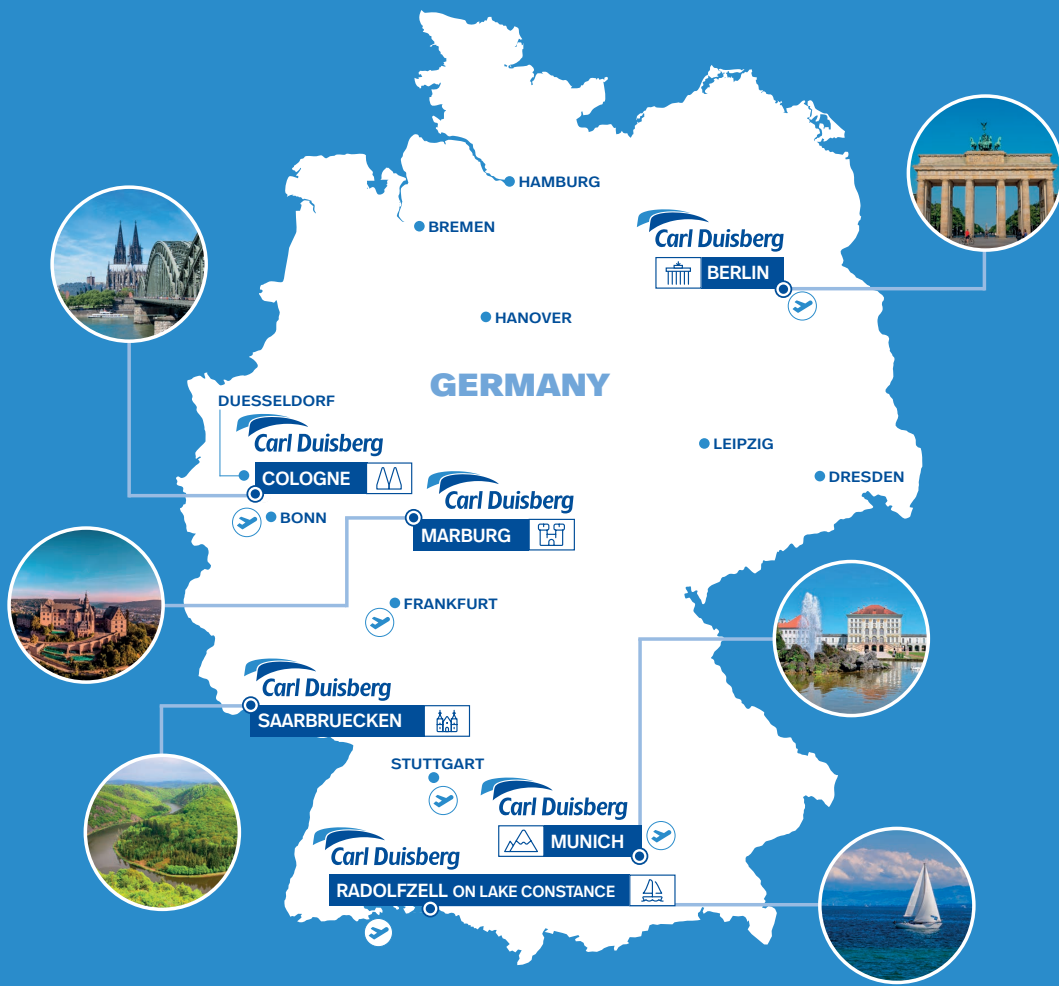 HAMBURG
BREMEN
Carl Duisberg
BERLIN
HANOVER
GERMANY
DUESSELDORF
Carl Duisberg
COLOGNE
LEIPZIG
DRESDEN
Carl Duisberg
BONN
MARBURG
FRANKFURT
Carl Duisberg
SAARBRUECKEN
STUTTGART
Carl Duisberg
MUNICH
Carl Duisberg
RADOLFZELL ON LAKE CONSTANCE